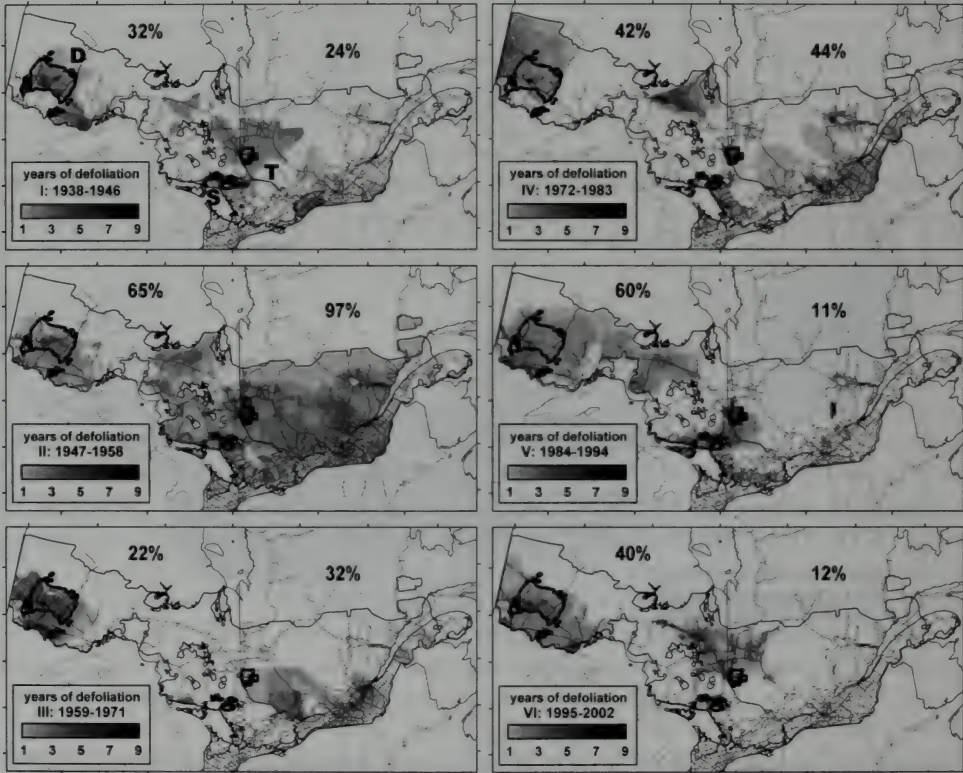 32%
24%
D
T
S
years of defoliation
I: 1938-1946
1 3 5 7 9
42%
44%
years of defoliation
IV: 1972-1983
1 3 5 7 9
65%
97%
years of defoliation
II: 1947-1958
1 3 5 7 9
60%
11%
years of defoliation
V: 1984-1994
1 3 5 7 9
22%
32%
years of defoliation
III: 1959-1971
1 3 5 7 9
40%
12%
years of defoliation
VI: 1995-2002
1 3 5 7 9